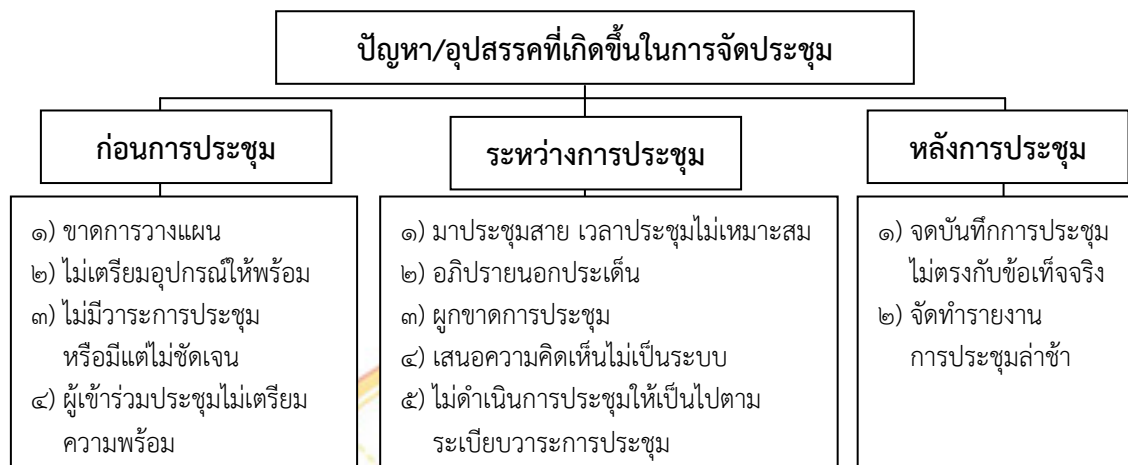 ปัญหา/อุปสรรคที่เกิดขึ้นในการจัดประชุม
ก่อนการประชุม
๑) ขาดการวางแผน
๒) ไม่เตรียมอุปกรณ์ให้พร้อม
๓) ไม่มีวาระการประชุม
หรือมีแต่ไม่ชัดเจน
๔) ผู้เข้าร่วมประชุมไม่เตรียม
ความพร้อม
ระหว่างการประชุม
๑) มาประชุมสาย เวลาประชุมไม่เหมาะสม
๒) อภิปรายนอกประเด็น
๓) ผูกขาดการประชุม
๔) เสนอความคิดเห็นไม่เป็นระบบ
๕) ไม่ดำเนินการประชุมให้เป็นไปตาม
ระเบียบวาระการประชุม
หลังการประชุม
๑) จดบันทึกการประชุม
ไม่ตรงกับข้อเท็จจริง
๒) จัดทำรายงาน
การประชุมล่าช้า